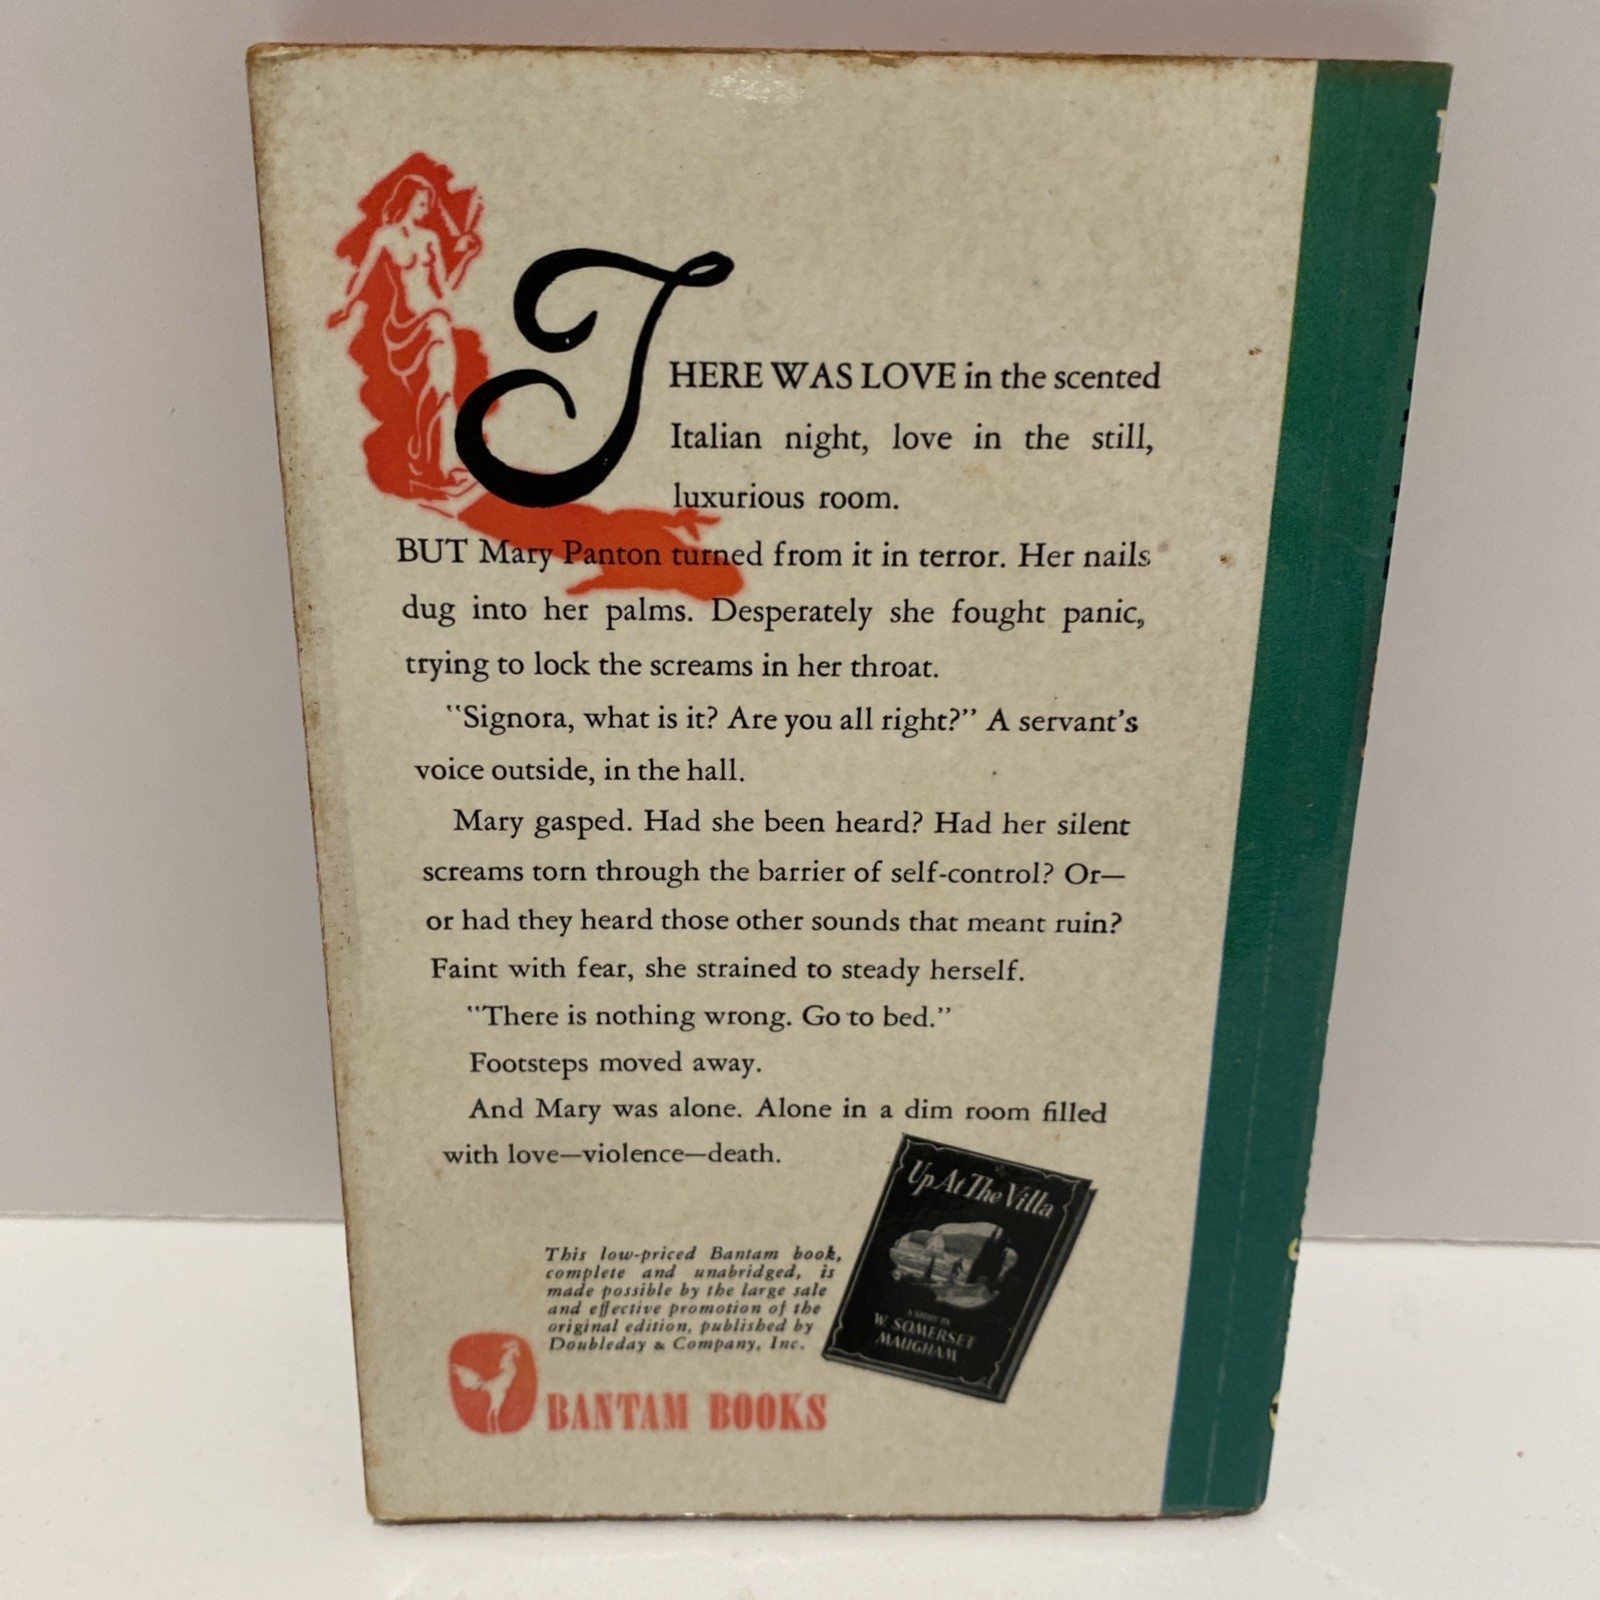 THERE WAS LOVE in the scented
Italian night, love in the still,
luxurious room.
BUT Mary Panton turned from it in terror. Her nails
dug into her palms. Desperately she fought panic,
trying to lock the screams in her throat.
"Signora, what is it? Are you all right?" A servant's
voice outside, in the hall.
Mary gasped. Had she been heard? Had her silent
screams torn through the barrier of self-control? Or—
or had they heard those other sounds that meant ruin?
Faint with fear, she strained to steady herself.
"There is nothing wrong. Go to bed."
Footsteps moved away.
And Mary was alone. Alone in a dim room filled
with love—violence—death.
Up At The Villa
W. SOMERSET
MAUGHAM
This low-priced Bantam book,
complete and unabridged, is
made possible by the large sale
and effective promotion of the
original edition, published by
Doubleday & Company, Inc.
BANTAM BOOKS